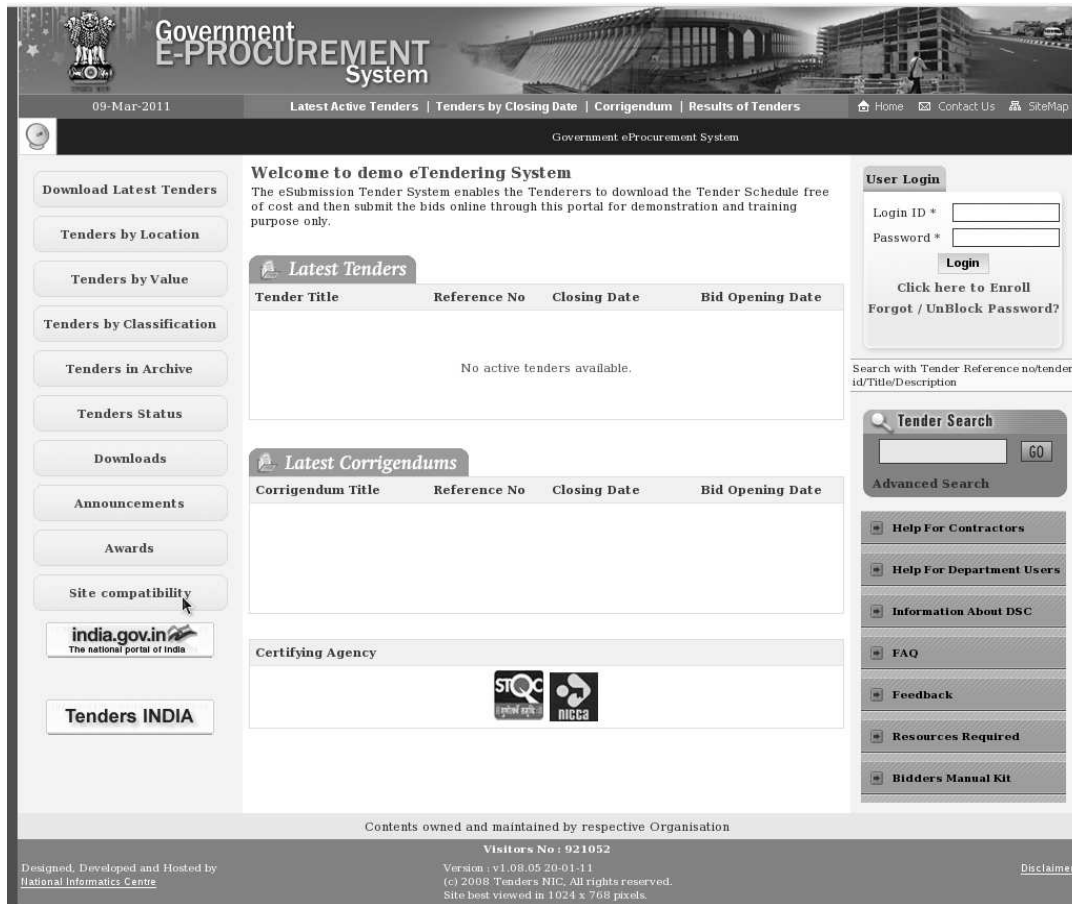 Government
E-PROCUREMENT
System
09-Mar-2011
Latest Active Tenders | Tenders by Closing Date | Corrigendum | Results of Tenders
Home Contact Us SiteMap
Government eProcurement System
Download Latest Tenders
Tenders by Location
Tenders by Value
Tenders by Classification
Tenders in Archive
Tenders Status
Downloads
Announcements
Awards
Site compatibility
india.gov.in
The national portal of India
Tenders INDIA
Welcome to demo eTendering System
The eSubmission Tender System enables the Tenderers to download the Tender Schedule free
of cost and then submit the bids online through this portal for demonstration and training
purpose only.
Latest Tenders
Tender Title Reference No Closing Date Bid Opening Date
No active tenders available.
Latest Corrigendums
Corrigendum Title Reference No Closing Date Bid Opening Date
Certifying Agency
STQC
nicca
User Login
Login ID *
Password *
Login
Click here to Enroll
Forgot / UnBlock Password?
Search with Tender Reference no/tender
id/Title/Description
Tender Search
GO
Advanced Search
Help For Contractors
Help For Department Users
Information About DSC
FAQ
Feedback
Resources Required
Bidders Manual Kit
Contents owned and maintained by respective Organisation
Visitors No : 921052
Designed, Developed and Hosted by
National Informatics Centre
Version : v1.08.05 20-01-11
(c) 2008 Tenders NIC, All rights reserved.
Site best viewed in 1024 x 768 pixels.
Disclaimer